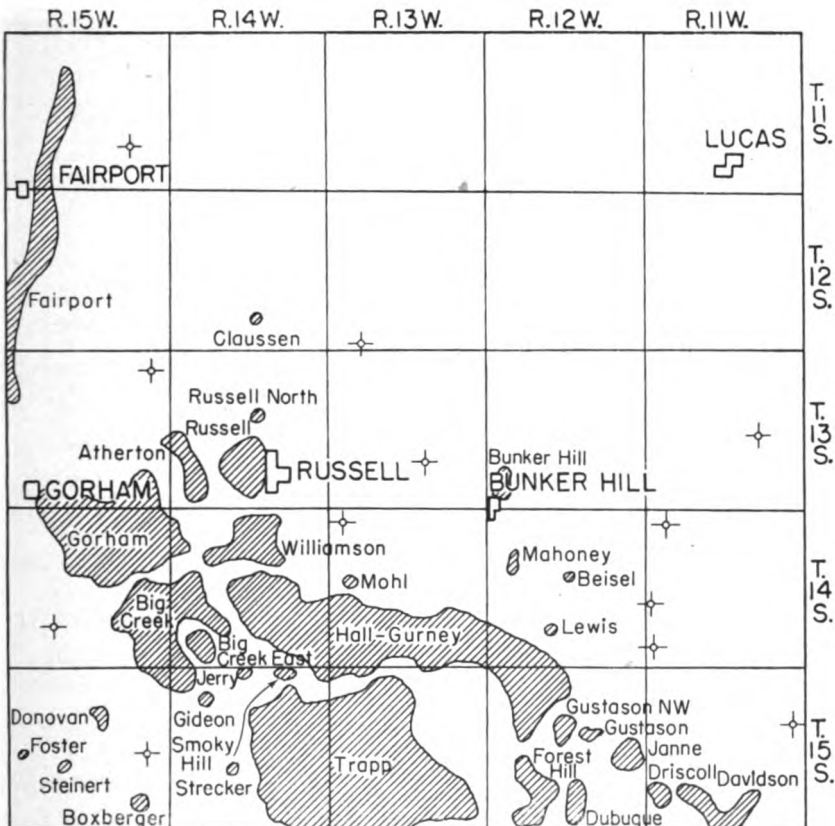 R.15W. R.14W. R.13W. R.12W. R.11W.
T.
11
S.
LUCAS
FAIRPORT
T.
12
S.
Fairport
Claussen
Russell North
Russell
T.
13
S.
Atherton
Bunker Hill
RUSSELL
GORHAM
BUNKER HILL
Gorham
Williamson
Mahoney
Beisel
Mohl
T.
14
S.
Big
Creek
Hall-Gurney
Lewis
Big
Creek East
Jerry
Donovan
Gideon
Gustason NW
Gustason
Foster
Smoky
Hill
Trapp
Forest
Hill
Janne
T.
15
S.
Steinert
Strecker
Driscoll
Davidson
Boxberger
Dubuque